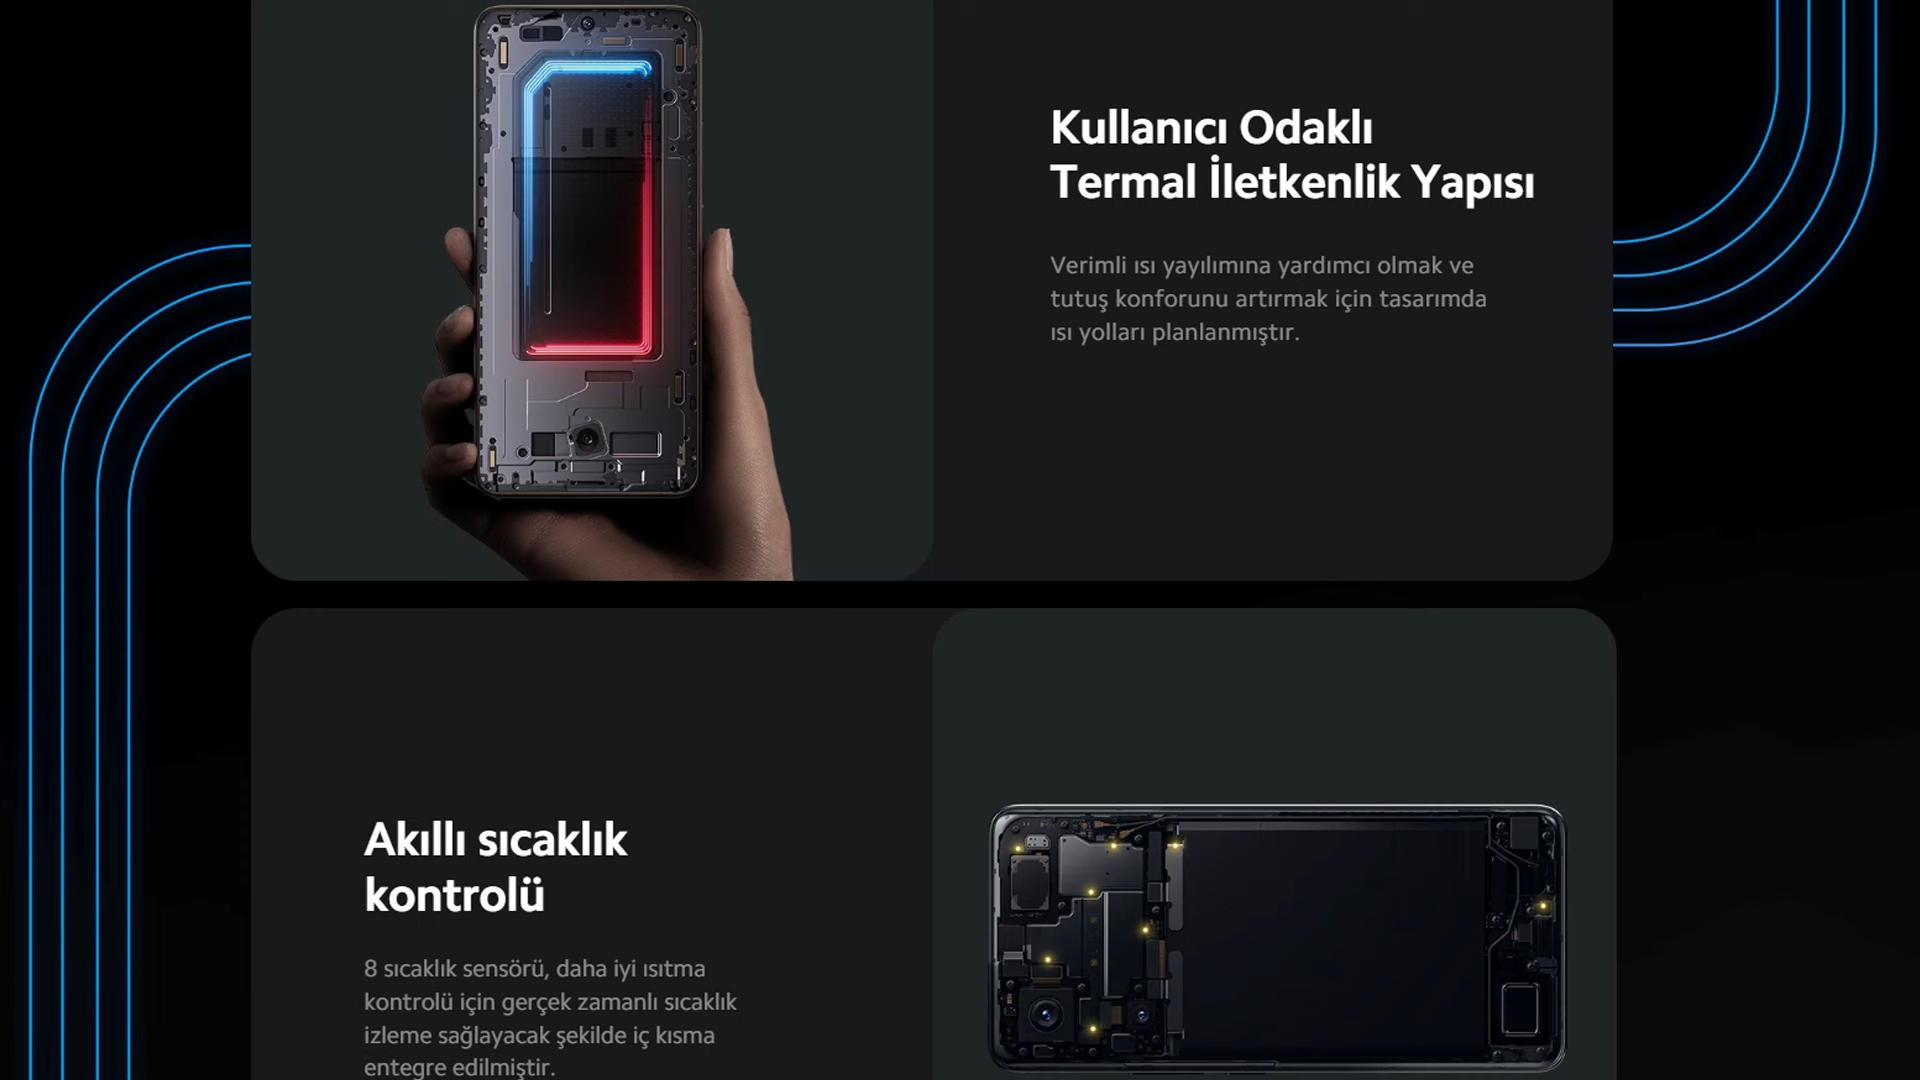 Kullanıcı Odaklı
Termal İletkenlik Yapısı
Verimli ısı yayılımına yardımcı olmak ve
tutuş konforunu artırmak için tasarımda
ısı yolları planlanmıştır.
Akıllı sıcaklık
kontrolü
8 sıcaklık sensörü, daha iyi ısıtma
kontrolü için gerçek zamanlı sıcaklık
izleme sağlayacak şekilde iç kısma
entegre edilmiştir.